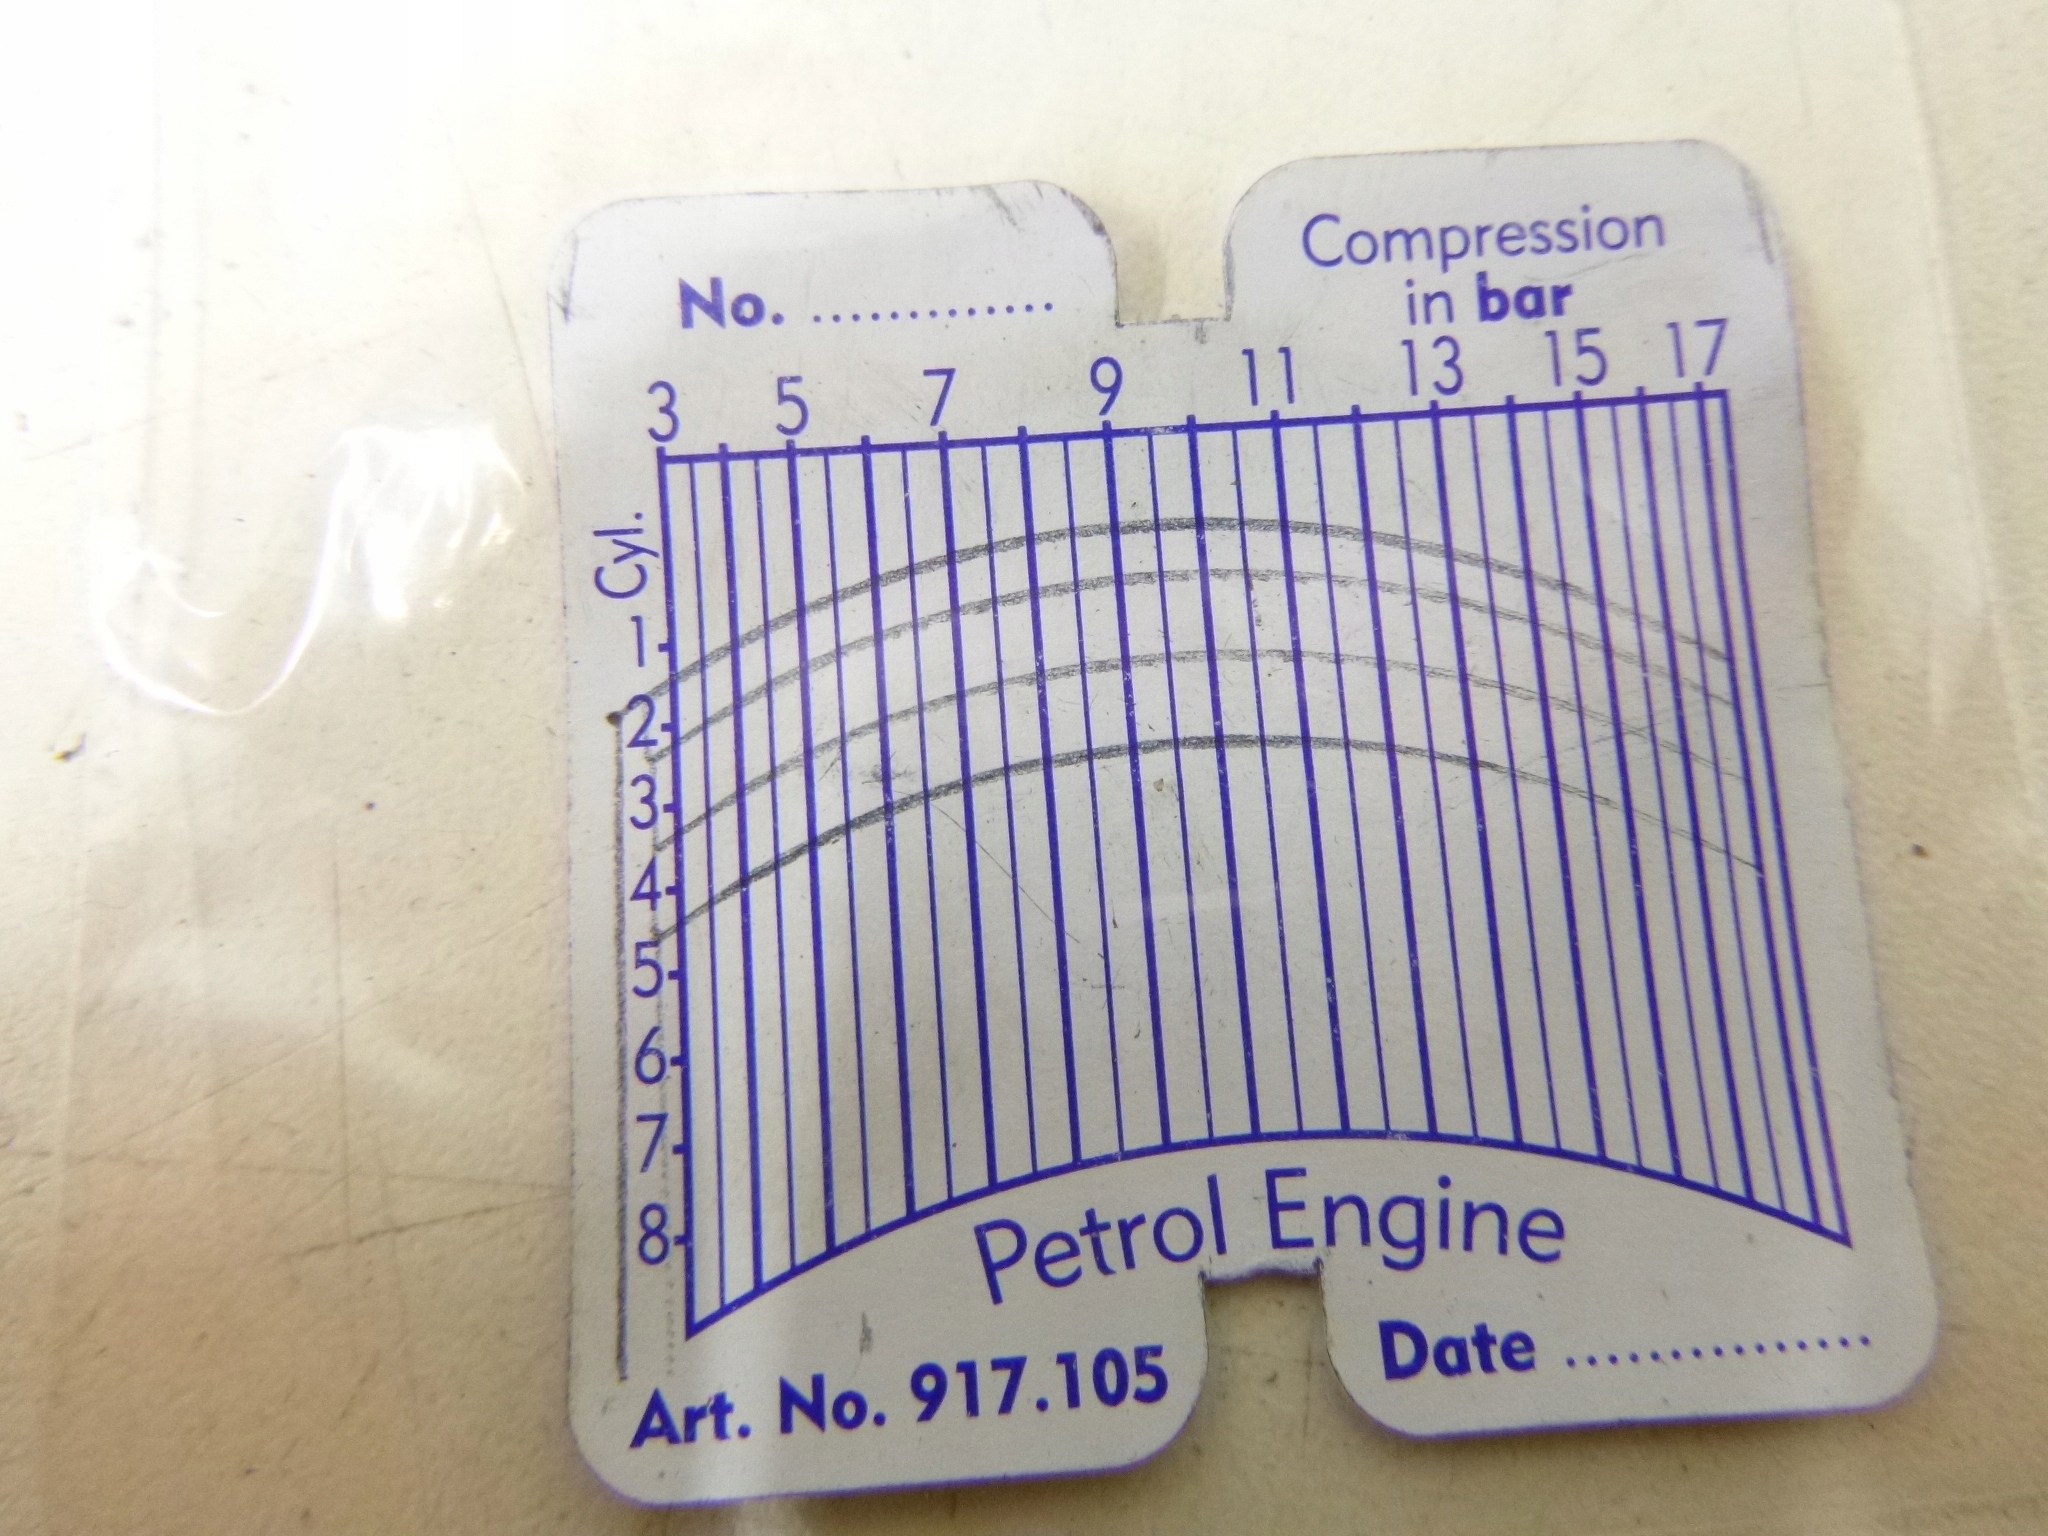 No. .............
Compression
in bar
3 5 7 9 11 13 15 17
Cyl.
1
2
3
4
5
6
7
8
Petrol Engine
Art. No. 917.105
Date ...............